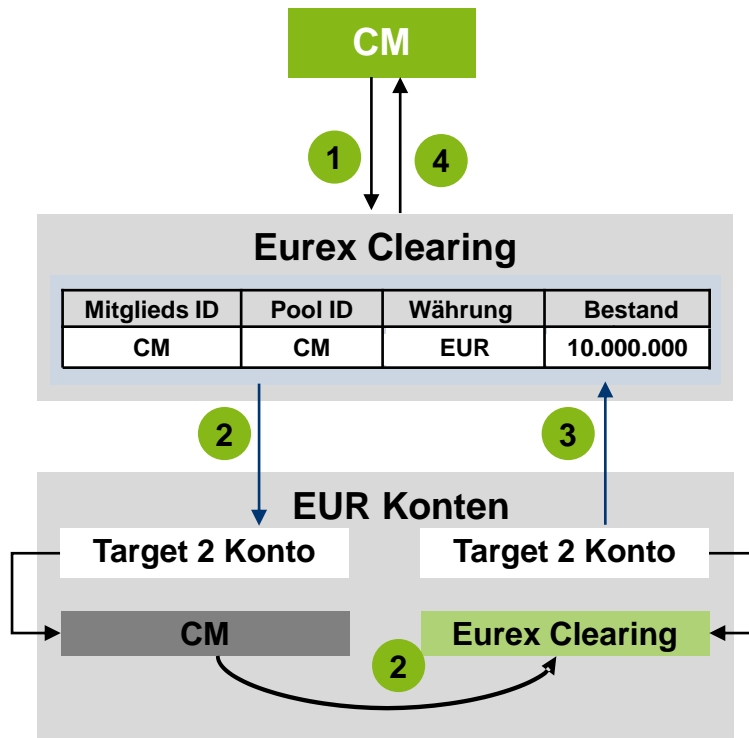 CM
1
4
Eurex Clearing
Mitglieds ID Pool ID Währung Bestand
CM CM EUR 10.000.000
2
3
EUR Konten
Target 2 Konto Target 2 Konto
CM Eurex Clearing
2